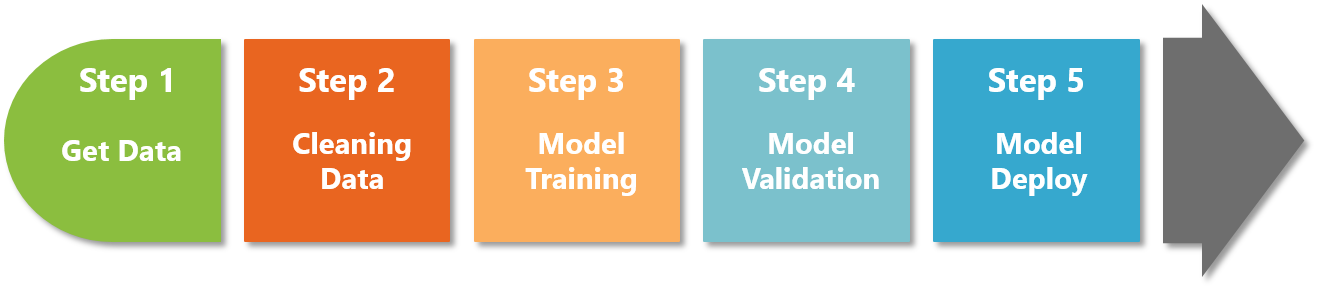 Step 1
Get Data
Step 2
Cleaning
Data
Step 3
Model
Training
Step 4
Model
Validation
Step 5
Model
Deploy